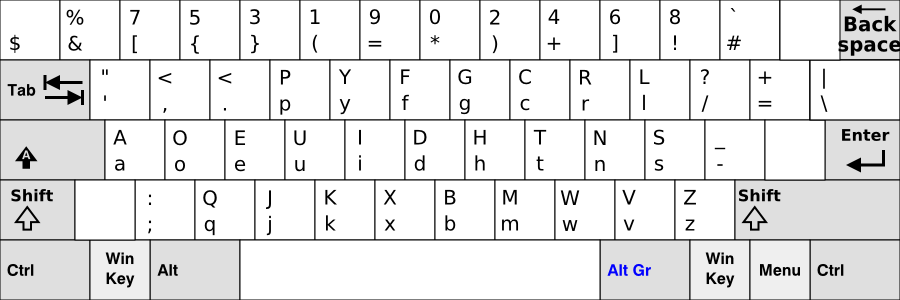 % 7 5 3 1 9 0 2 4 6 8 `
$ & [ { } ( = * ) + ] ! #
Back
space
Tab
" < < P Y F G C R L ? + |
' , . p y f g c r l / = \
A
A O E U I D H T N S _
a o e u i d h t n s -
Enter
Shift
: Q J K X B M W V Z
; q j k x b m w v z
Shift
Ctrl
Win
Key
Alt
Alt Gr
Win
Key
Menu
Ctrl